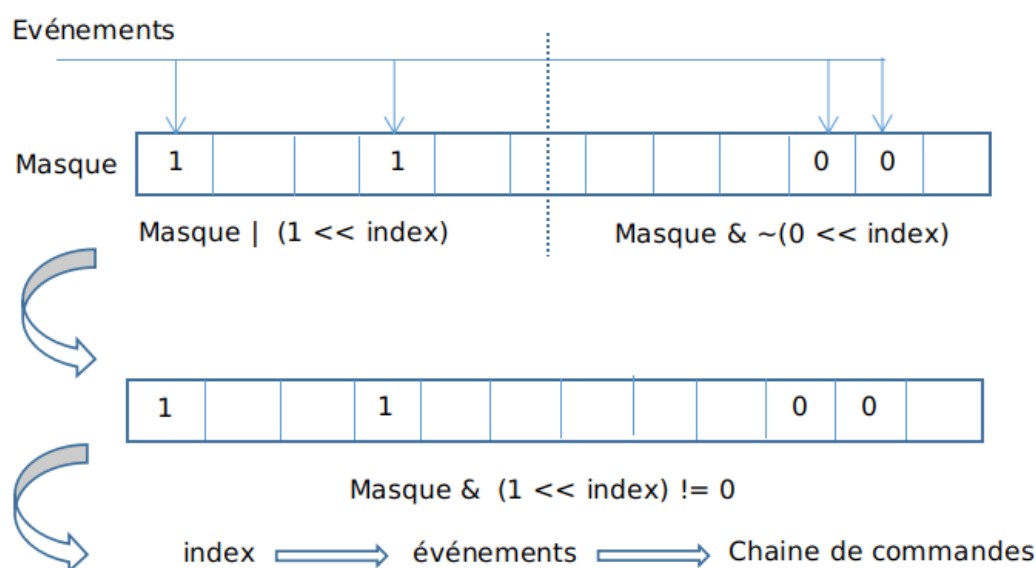 Evénements
Masque 1 1 0 0
Masque | (1 << index) Masque & ~(0 << index)
1 1 0 0
Masque & (1 << index) != 0
index événements Chaine de commandes